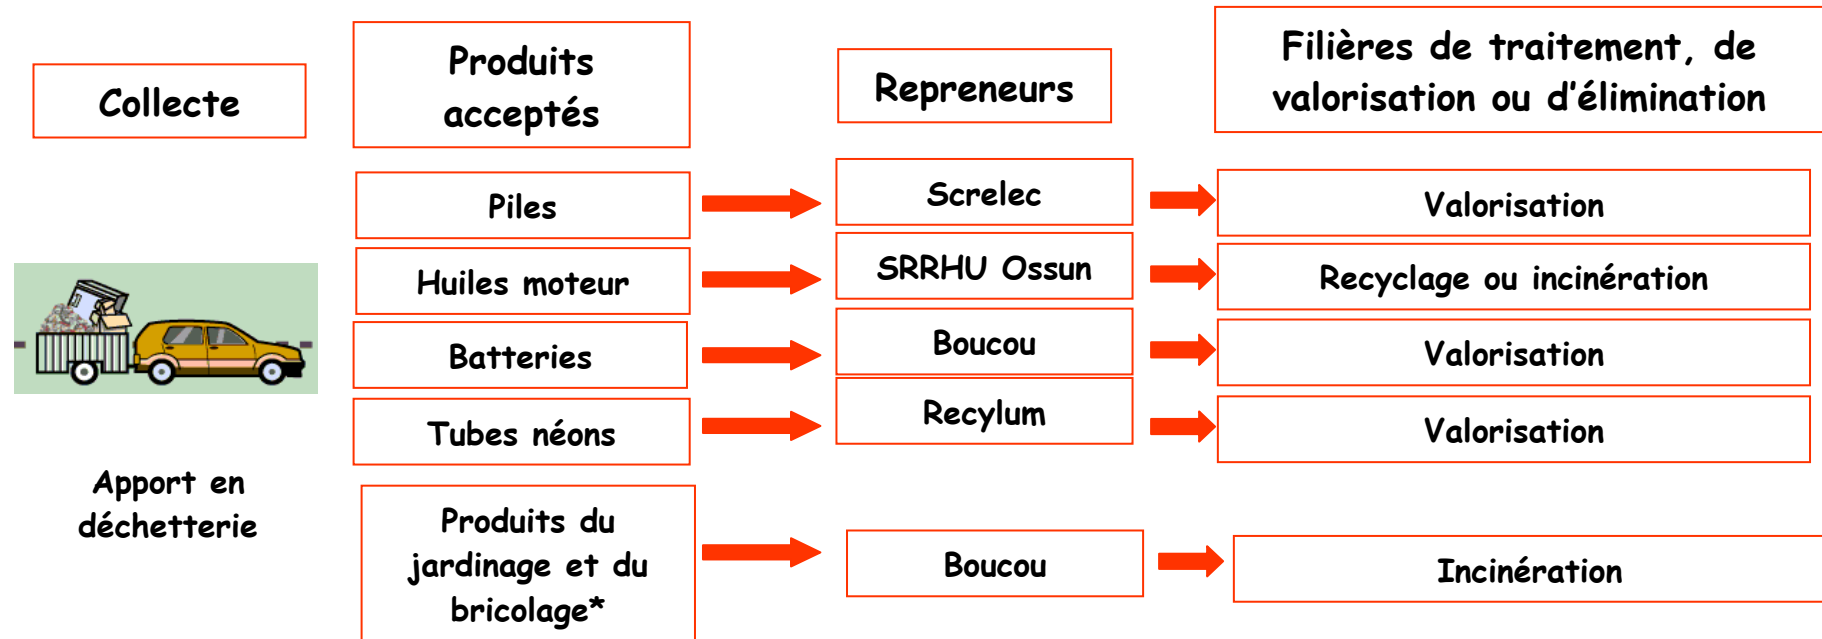 Collecte
Produits
acceptés
Repreneurs
Filières de traitement, de
valorisation ou d'élimination
Piles
Screlec
Valorisation
Huiles moteur
SRRHU Ossun
Recyclage ou incinération
Batteries
Boucou
Valorisation
Tubes néons
Recylum
Valorisation
Apport en
déchetterie
Produits du
jardinage et du
bricolage*
Boucou
Incinération